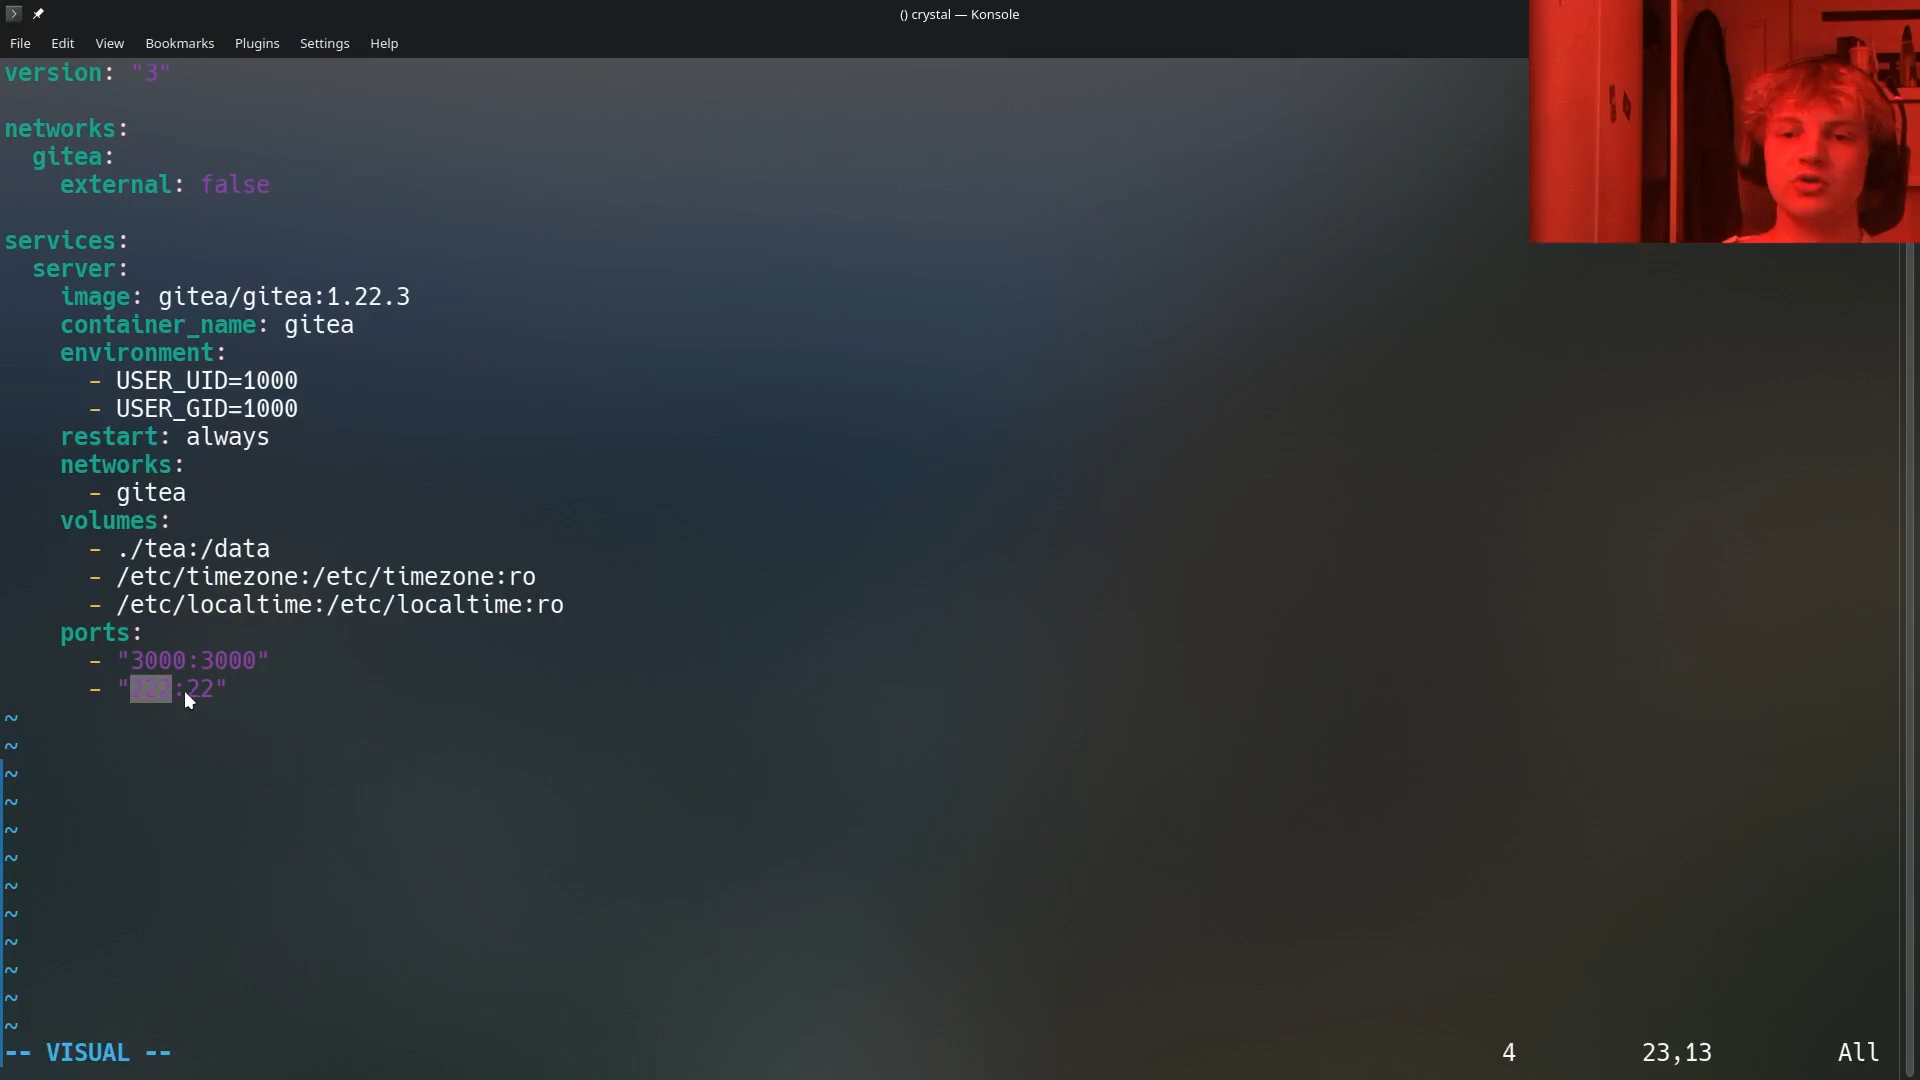 () crystal — Konsole
File Edit View Bookmarks Plugins Settings Help
version: "3"
networks:
gitea:
external: false
services:
server:
image: gitea/gitea:1.22.3
container_name: gitea
environment:
- USER_UID=1000
- USER_GID=1000
restart: always
networks:
- gitea
volumes:
- ./tea:/data
- /etc/timezone:/etc/timezone:ro
- /etc/localtime:/etc/localtime:ro
ports:
- "3000:3000"
- "222:22"
~
~
~
~
~
~
~
~
~
~
~
~
-- VISUAL -- 4 23,13 All